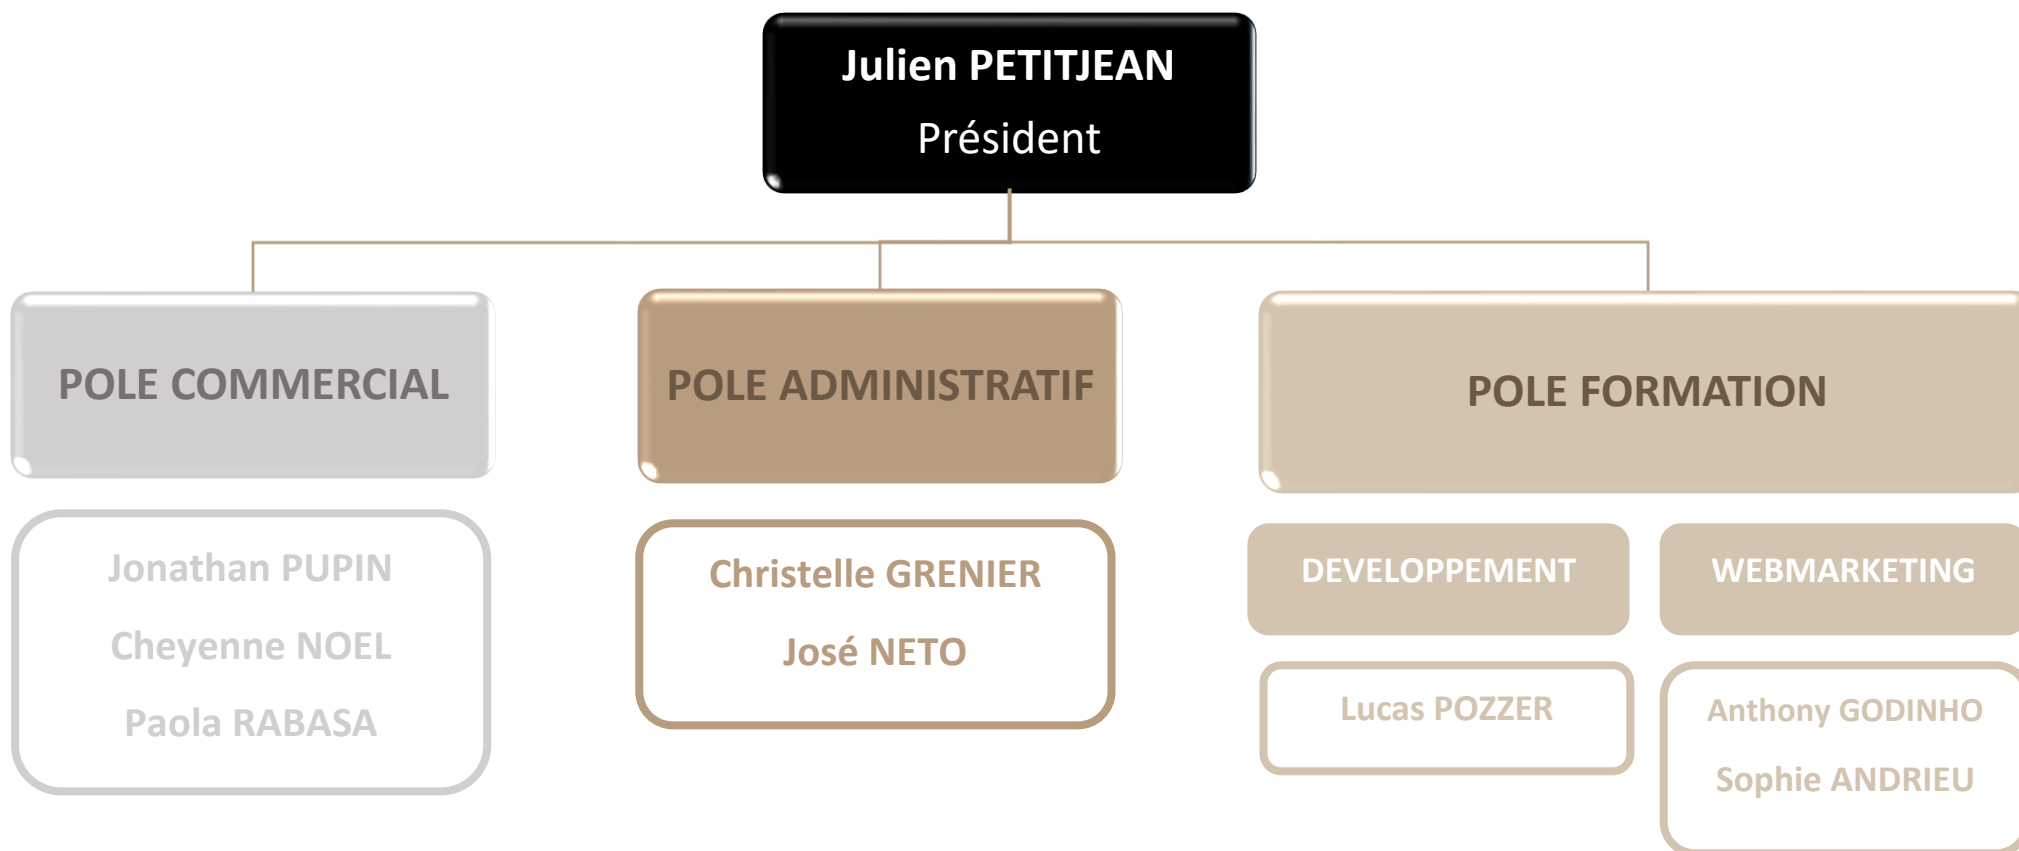 Julien PETITJEAN
Président
POLE COMMERCIAL
POLE ADMINISTRATIF
POLE FORMATION
Jonathan PUPIN
Cheyenne NOEL
Paola RABASA
Christelle GRENIER
José NETO
DEVELOPPEMENT
WEBMARKETING
Lucas POZZER
Anthony GODINHO
Sophie ANDRIEU